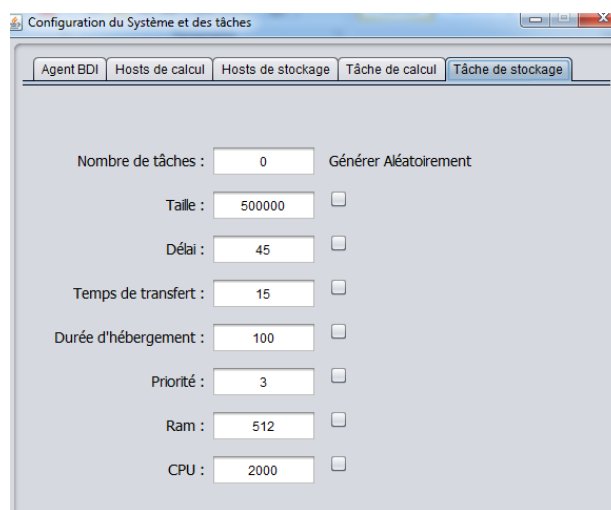 Configuration du Système et des tâches
Agent BDI Hosts de calcul Hosts de stockage Tâche de calcul Tâche de stockage
Nombre de tâches : 0 Générer Aléatoirement
Taille : 500000
Délai : 45
Temps de transfert : 15
Durée d'hébergement : 100
Priorité : 3
Ram : 512
CPU : 2000